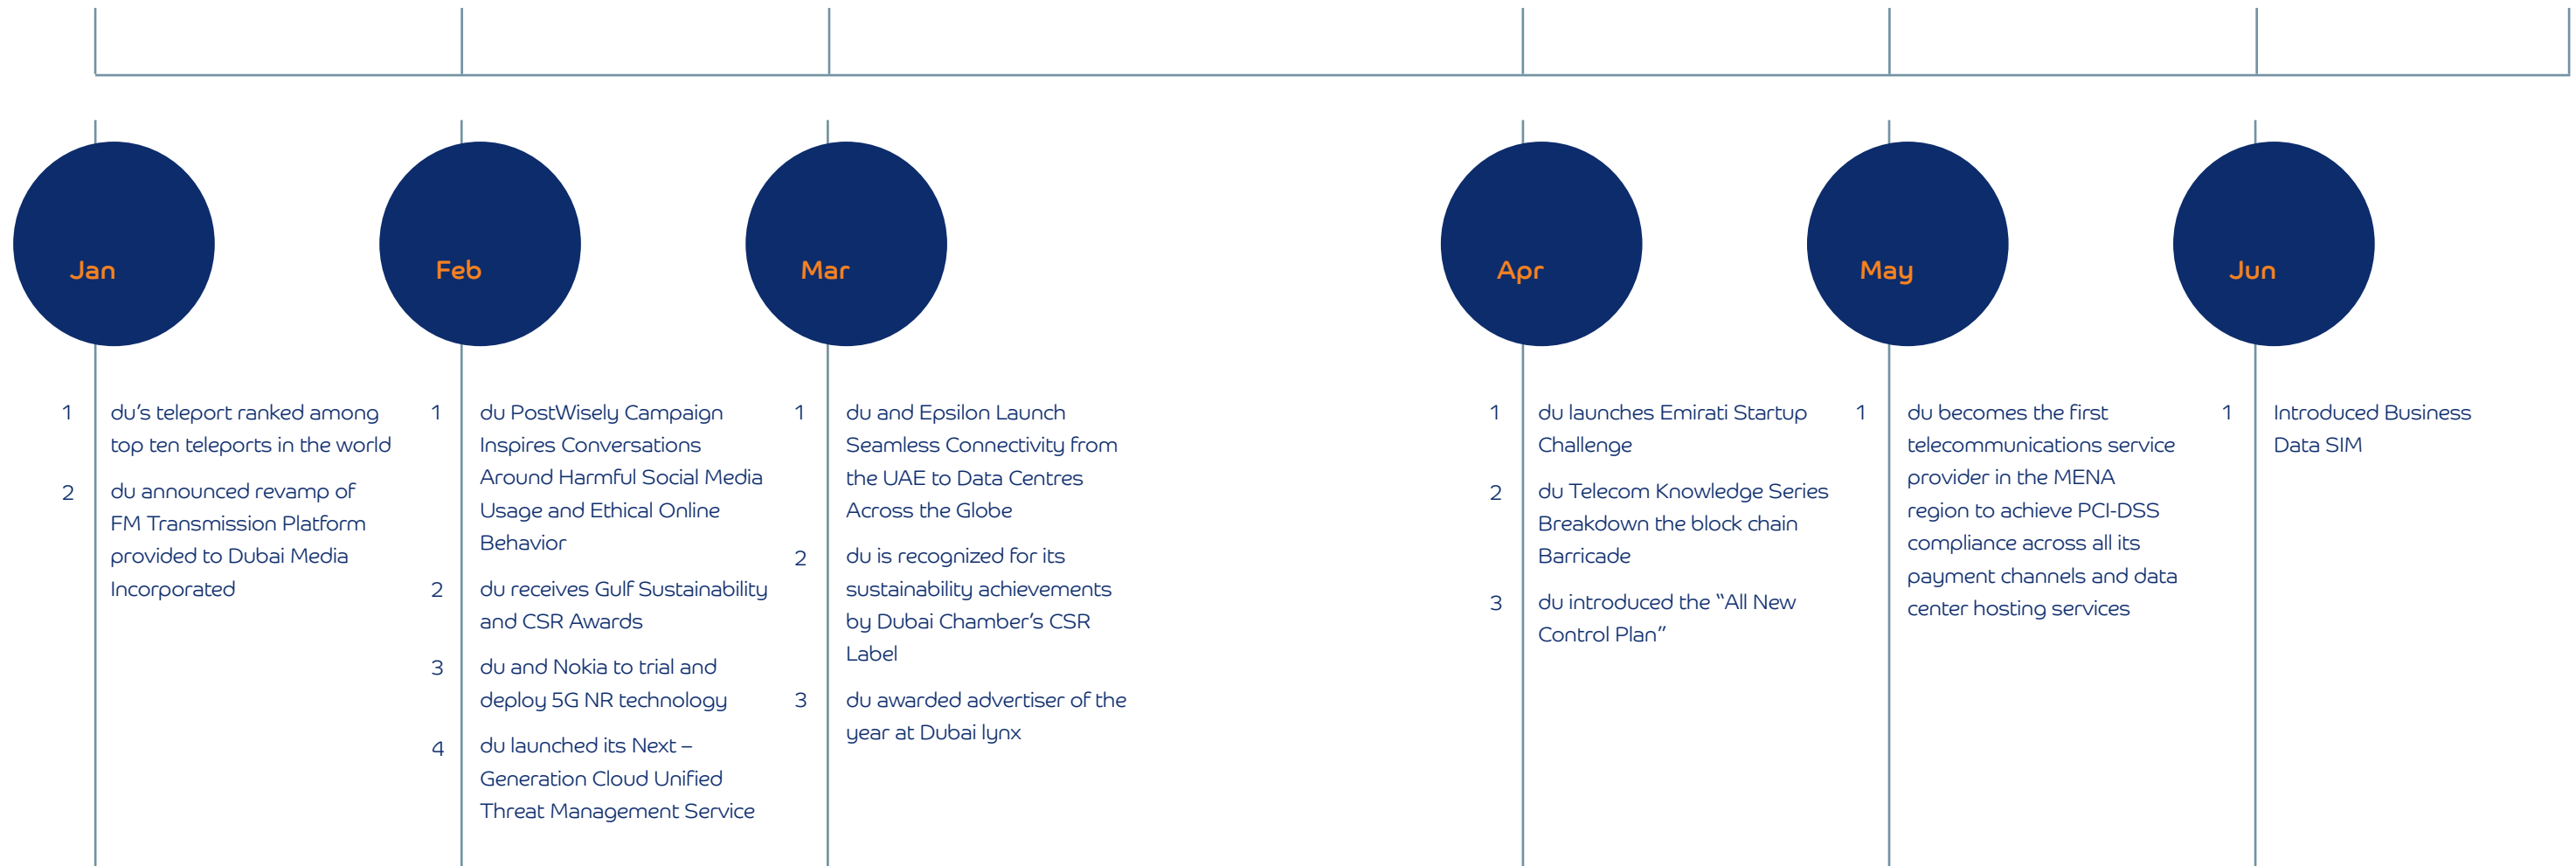 Jan
1 du’s teleport ranked among
top ten teleports in the world
2 du announced revamp of
FM Transmission Platform
provided to Dubai Media
Incorporated
Feb
1 du PostWisely Campaign
Inspires Conversations
Around Harmful Social Media
Usage and Ethical Online
Behavior
2 du receives Gulf Sustainability
and CSR Awards
3 du and Nokia to trial and
deploy 5G NR technology
4 du launched its Next –
Generation Cloud Unified
Threat Management Service
Mar
1 du and Epsilon Launch
Seamless Connectivity from
the UAE to Data Centres
Across the Globe
2 du is recognized for its
sustainability achievements
by Dubai Chamber’s CSR
Label
3 du awarded advertiser of the
year at Dubai lynx
Apr
1 du launches Emirati Startup
Challenge
2 du Telecom Knowledge Series
Breakdown the block chain
Barricade
3 du introduced the “All New
Control Plan”
May
1 du becomes the first
telecommunications service
provider in the MENA
region to achieve PCI-DSS
compliance across all its
payment channels and data
center hosting services
Jun
1 Introduced Business
Data SIM